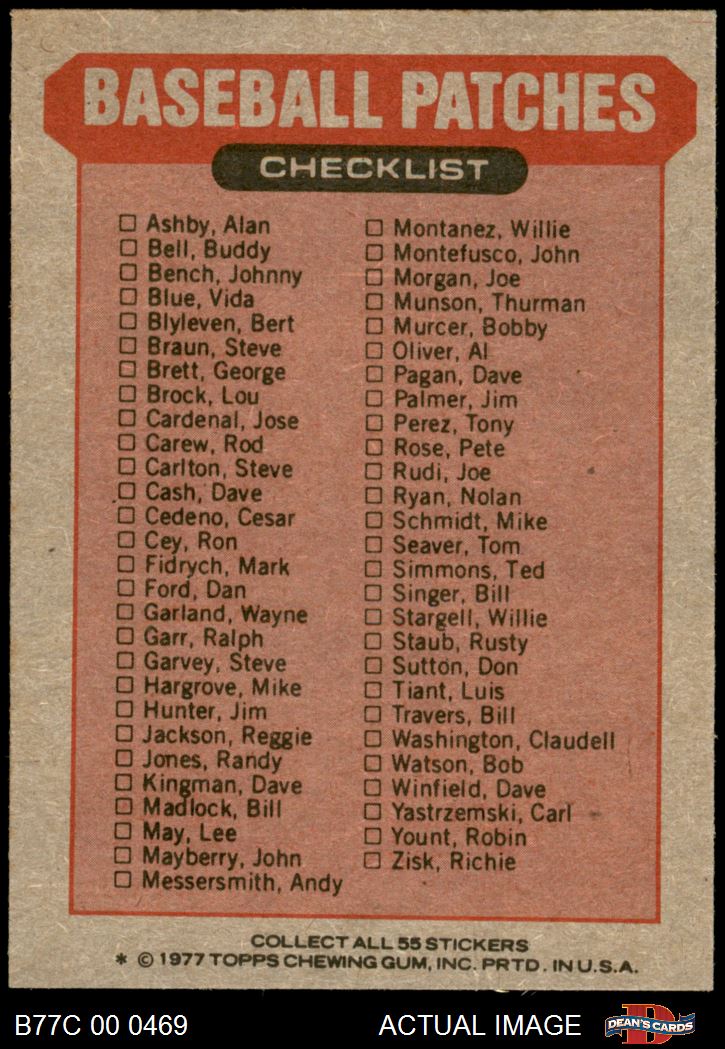 BASEBALL PATCHES
CHECKLIST
Ashby, Alan
Bell, Buddy
Bench, Johnny
Blue, Vida
Blyleven, Bert
Braun, Steve
Brett, George
Brock, Lou
Cardenal, Jose
Carew, Rod
Carlton, Steve
Cash, Dave
Cedeno, Cesar
Cey, Ron
Fidrych, Mark
Ford, Dan
Garland, Wayne
Garr, Ralph
Garvey, Steve
Hargrove, Mike
Hunter, Jim
Jackson, Reggie
Jones, Randy
Kingman, Dave
Madlock, Bill
May, Lee
Mayberry, John
Messersmith, Andy
Montanez, Willie
Montefusco, John
Morgan, Joe
Munson, Thurman
Murcer, Bobby
Oliver, Al
Pagan, Dave
Palmer, Jim
Perez, Tony
Rose, Pete
Rudi, Joe
Ryan, Nolan
Schmidt, Mike
Seaver, Tom
Simmons, Ted
Singer, Bill
Stargell, Willie
Staub, Rusty
Sutton, Don
Tiant, Luis
Travers, Bill
Washington, Claudell
Watson, Bob
Winfield, Dave
Yastrzemski, Carl
Yount, Robin
Zisk, Richie
COLLECT ALL 55 STICKERS
* © 1977 TOPPS CHEWING GUM, INC. PRTD. IN U.S.A.
B77C 00 0469 ACTUAL IMAGE
D
DEAN'S CARDS